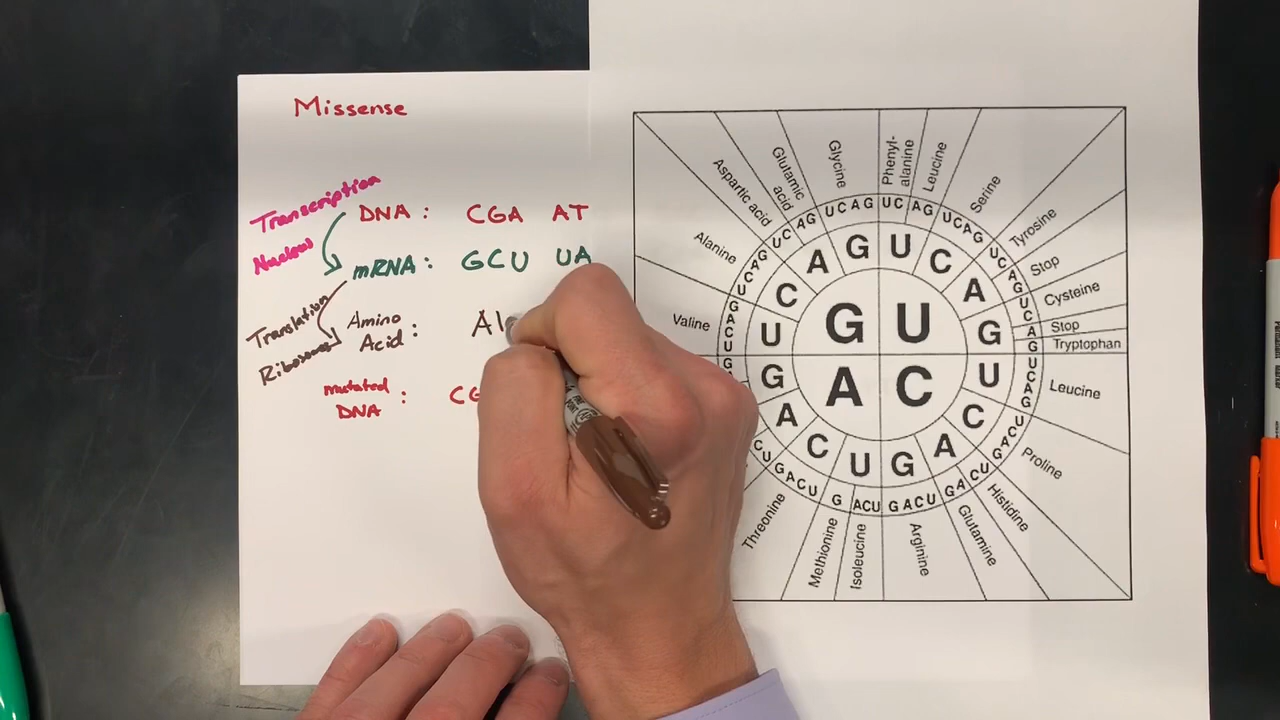 Missense
Transcription
Nucleus
DNA : CGA AT
mRNA : GCU UA
Translation
Ribosomes
Amino
Acid :
Al
mutated
DNA :
CG
Valine
Alanine
Aspartic acid
Glutamic
acid
Glycine
Phenyl-
alanine
Leucine
Serine
Tyrosine
Stop
Cysteine
Stop
Tryptophan
Leucine
Proline
Histidine
Glutamine
Arginine
Isoleucine
Methionine
Threonine
G U
A C
U C A G U C A G
U C A G U C A G
G A C U
G A C U
U C A G
U C A G
U C A G
U C A G
U C A G
U C A G
U C
A G
U C
A
G
U C A G